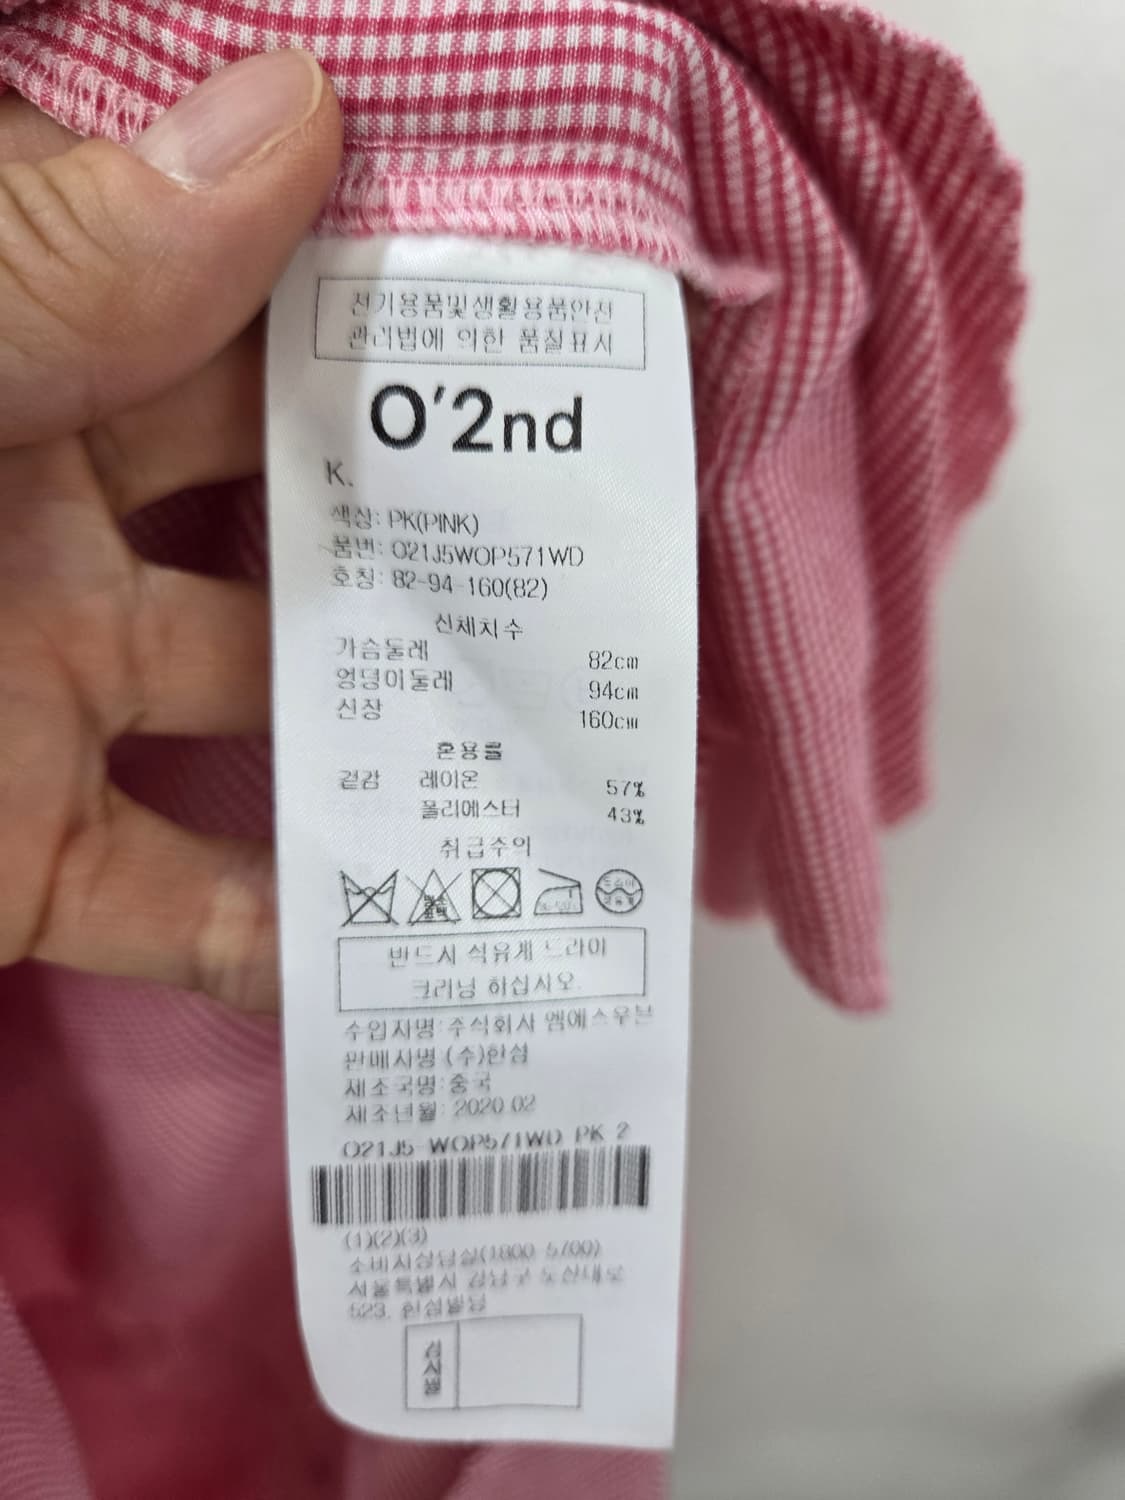 전기용품및생활용품안전
관리법에 의한 품질표시
O'2nd
K.
색상: PK(PINK)
품번: O21J5WOP571WD
호칭: 82-94-160(82)
신체치수
가슴둘레 82cm
엉덩이둘레 94cm
신장 160cm
혼용률
겉감 레이온 57%
폴리에스터 43%
취급주의
반드시 석유계 드라이
크리닝 하십시오.
수입자명: 주식회사 엠에스우븐
판매자명 (주)한섬
제조국명: 중국
제조년월: 2020.02
O21J5-WOP571WD PK 2
(1)(2)(3)
소비자상담실(1800-5700)
서울특별시 강남구 도산대로
523, 한섬빌딩
검사필